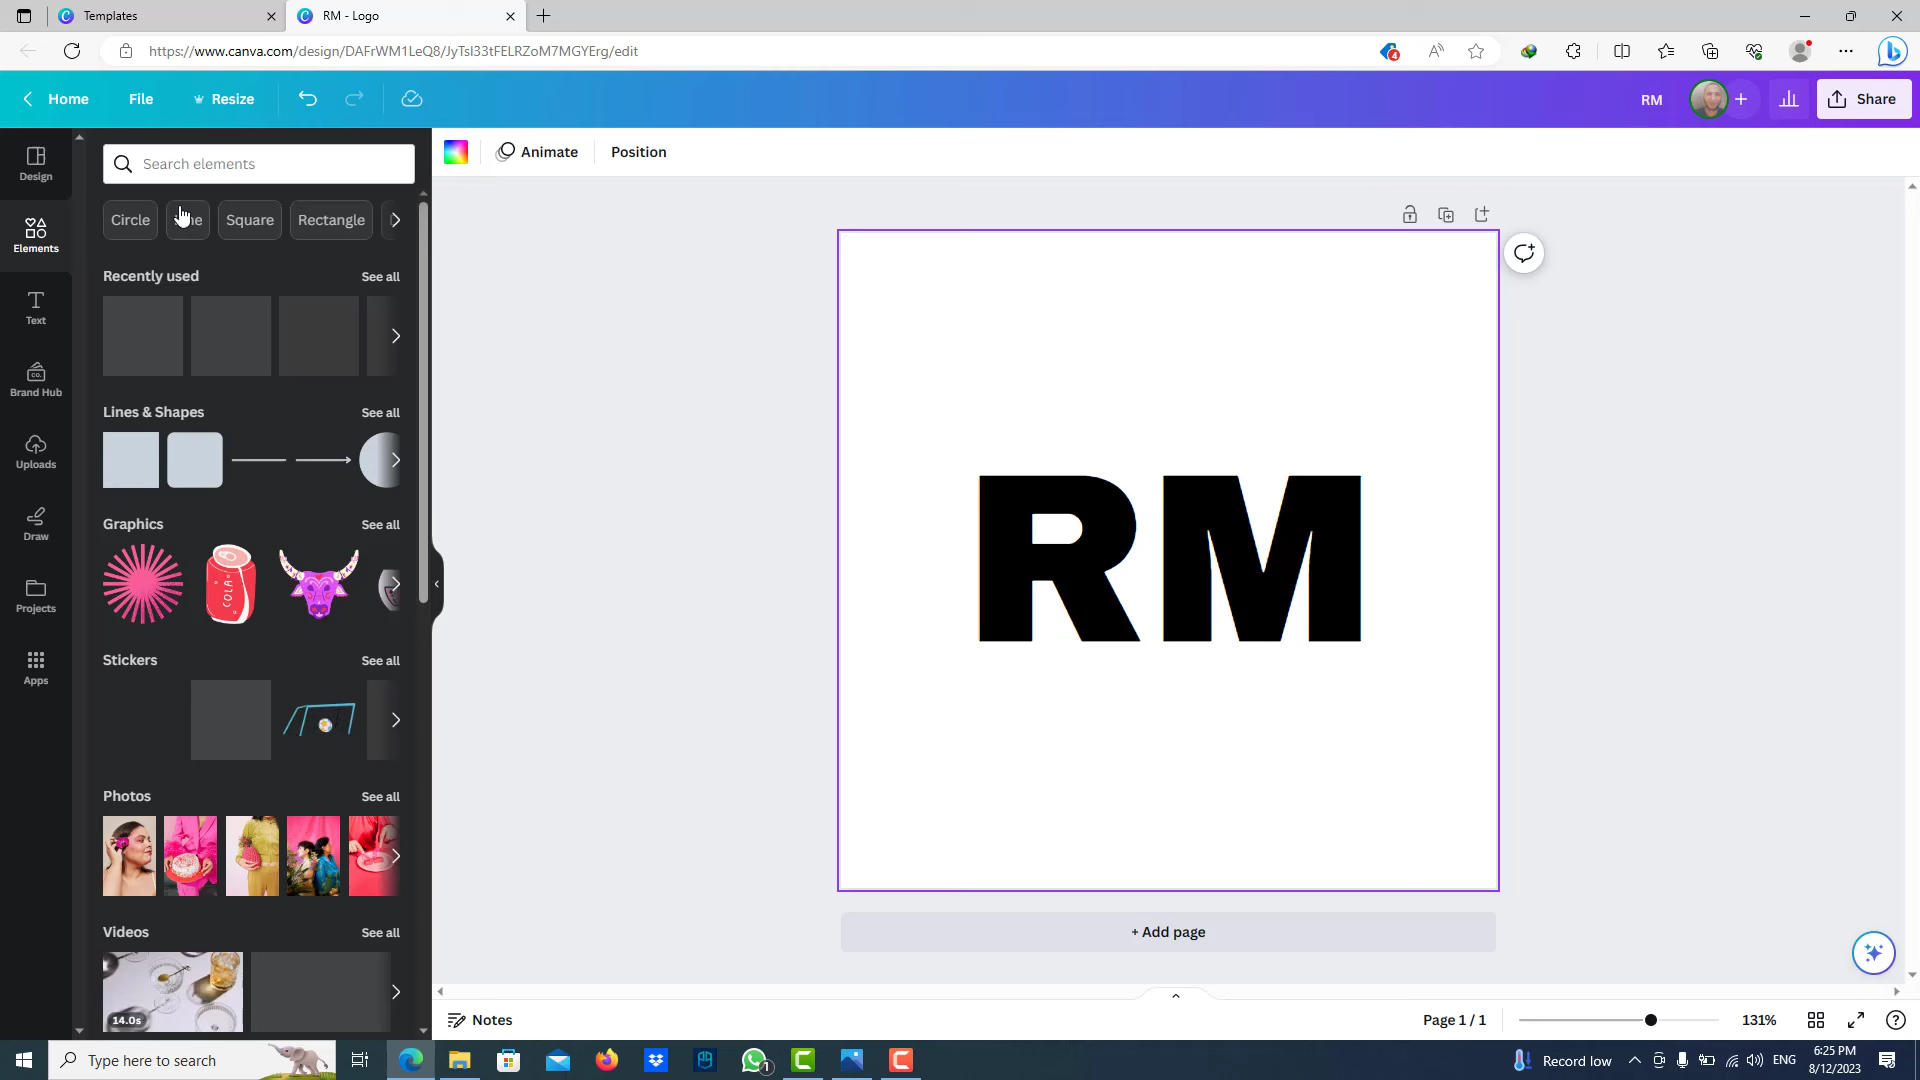 Templates
RM - Logo
https://www.canva.com/design/DAFrWM1LeQ8/JyTsI33tFELRZoM7MGYErg/edit
4
Home
File
Resize
RM
Share
Design
Elements
Text
Brand Hub
CO.
Uploads
Draw
Projects
Apps
Search elements
Circle
Square
Rectangle
Recently used
See all
Lines & Shapes
See all
Graphics
See all
COLA
Stickers
See all
Photos
See all
Videos
See all
14.0s
Animate
Position
RM
+ Add page
Notes
Page 1 / 1
131%
Type here to search
1
Record low
ENG
6:25 PM
8/12/2023